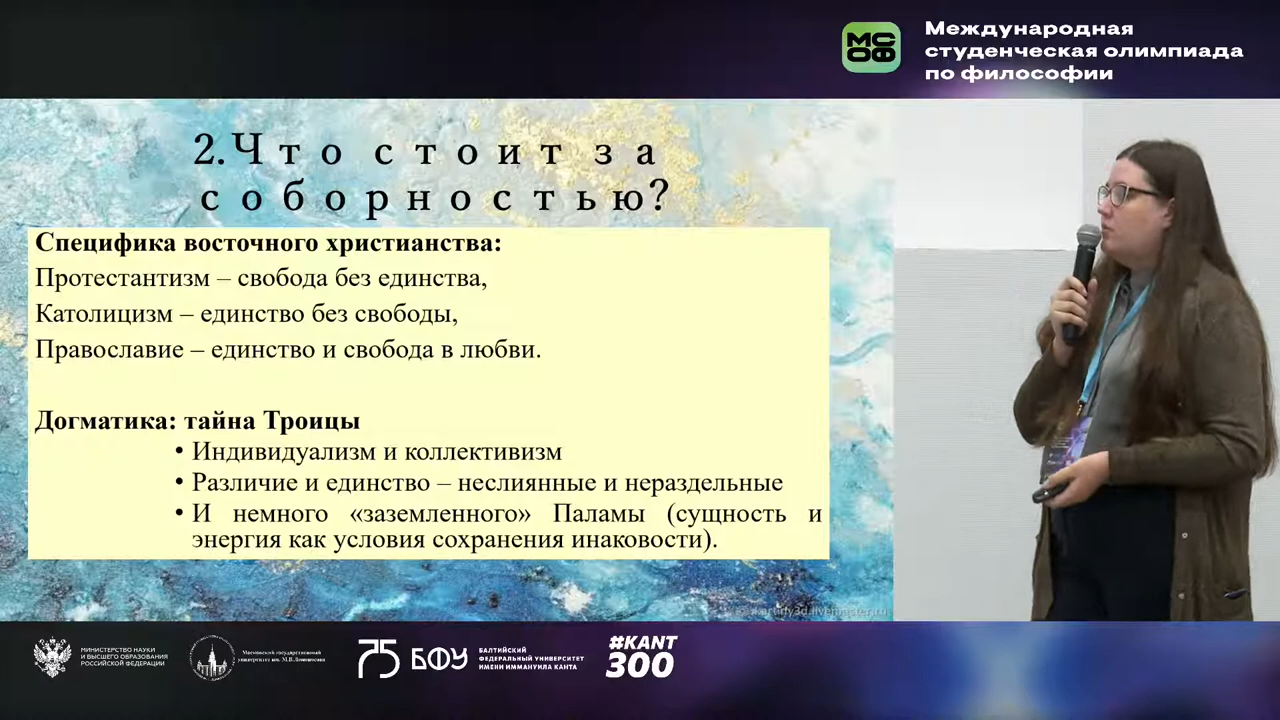 МС
ОФ
Международная
студенческая олимпиада
по философии
2. Что стоит за
соборностью?
Специфика восточного христианства:
Протестантизм – свобода без единства,
Католицизм – единство без свободы,
Православие – единство и свобода в любви.
Догматика: тайна Троицы
• Индивидуализм и коллективизм
• Различие и единство – неслиянные и нераздельные
• И немного «заземленного» Паламы (сущность и
энергия как условия сохранения инаковости).
МИНИСТЕРСТВО НАУКИ
И ВЫСШЕГО ОБРАЗОВАНИЯ
РОССИЙСКОЙ ФЕДЕРАЦИИ
Московский государственный
университет им. М.В.Ломоносова
75
БФУ
БАЛТИЙСКИЙ
ФЕДЕРАЛЬНЫЙ УНИВЕРСИТЕТ
ИМЕНИ ИММАНУИЛА КАНТА
#KANT
300